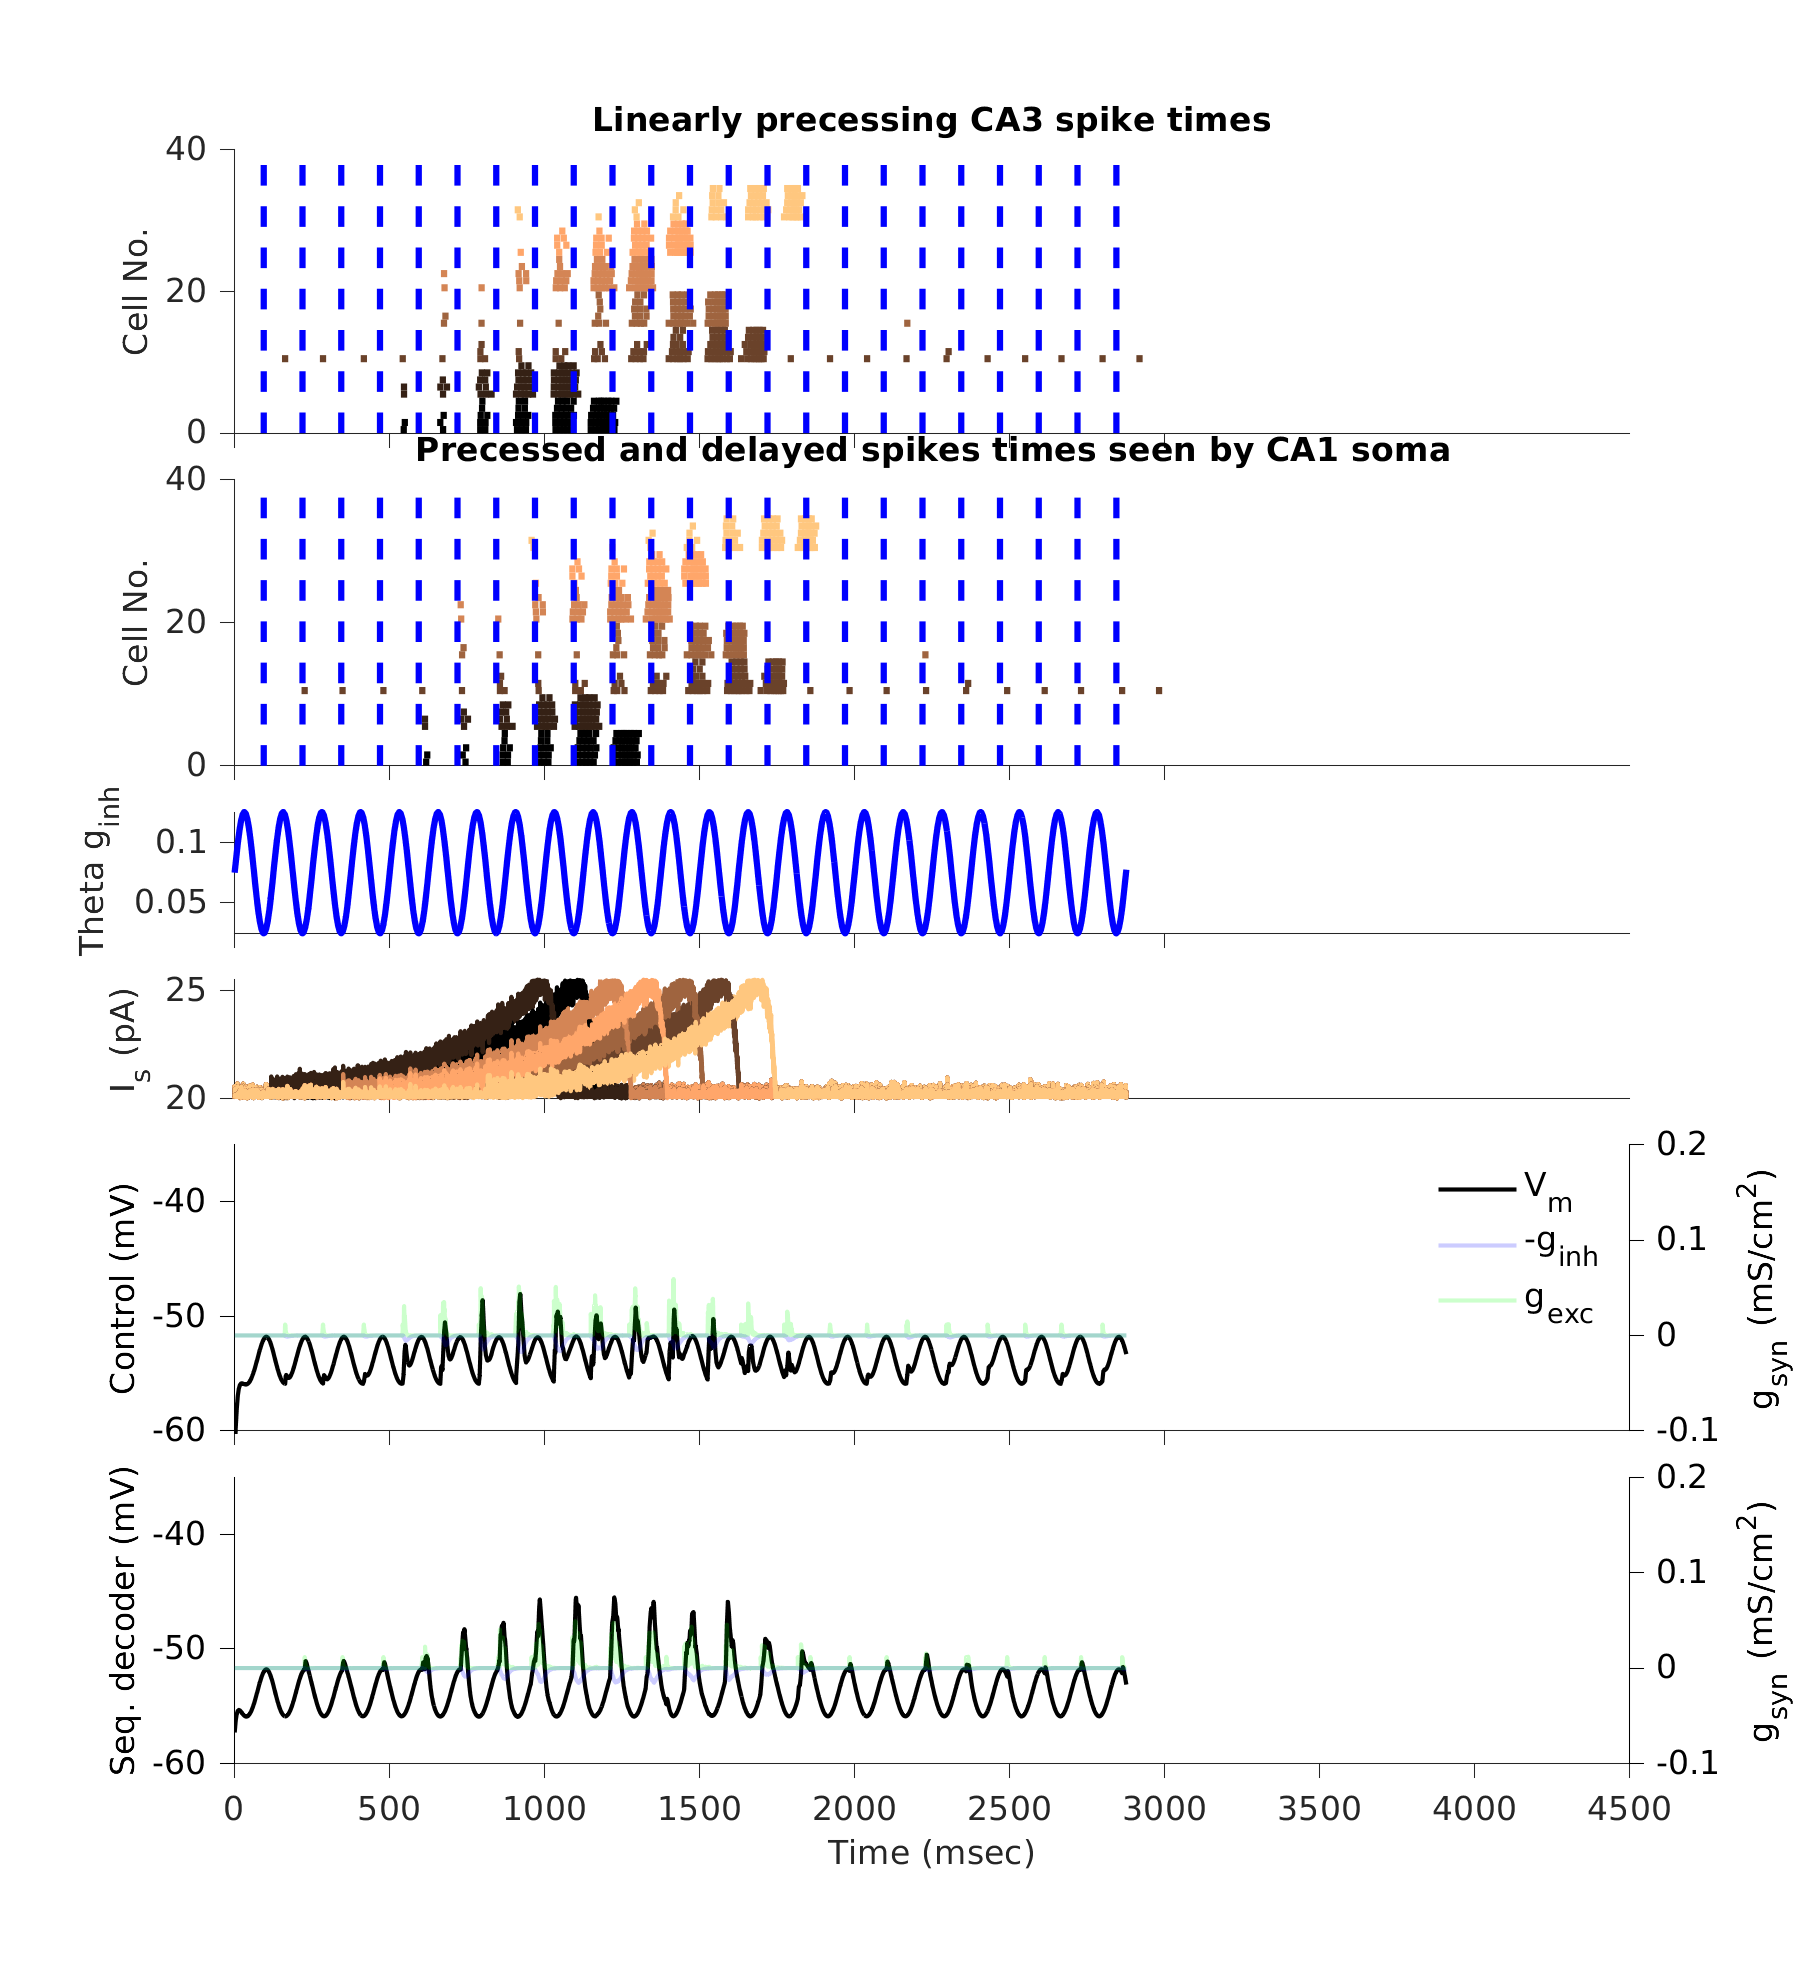 Linearly precessing CA3 spike times
40
20
0
Cell No.
Precessed and delayed spikes times seen by CA1 soma
40
20
0
Cell No.
0.1
0.05
Theta g_inh
25
20
I_s (pA)
-40
-50
-60
Control (mV)
V_m
-g_inh
g_exc
0.2
0.1
0
-0.1
g_syn (mS/cm^2)
-40
-50
-60
Seq. decoder (mV)
0.2
0.1
0
-0.1
g_syn (mS/cm^2)
0 500 1000 1500 2000 2500 3000 3500 4000 4500
Time (msec)